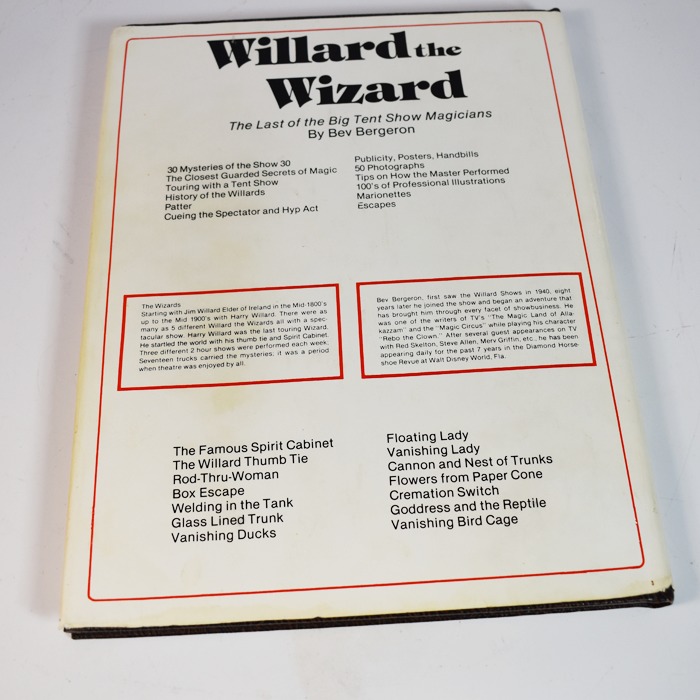 Willard the
Wizard
The Last of the Big Tent Show Magicians
By Bev Bergeron
30 Mysteries of the Show 30
The Closest Guarded Secrets of Magic
Touring with a Tent Show
History of the Willards
Patter
Cueing the Spectator and Hyp Act
Publicity, Posters, Handbills
50 Photographs
Tips on How the Master Performed
100's of Professional Illustrations
Marionettes
Escapes
The Wizards
Starting with Jim Willard Elder of Ireland in the Mid-1800's
up to the Mid 1900's with Harry Willard. There were as
many as 5 different Willard the Wizards all with a spec-
tacular show. Harry Willard was the last touring Wizard.
He startled the world with his thumb tie and Spirit Cabinet.
Three different 2 hour shows were performed each week.
Seventeen trucks carried the mysteries; it was a period
when theatre was enjoyed by all.
Bev Bergeron, first saw the Willard Shows in 1940, eight
years later he joined the show and began an adventure that
has brought him through every facet of showbusiness. He
was one of the writers of TV's "The Magic Land of Alla-
kazzam" and the "Magic Circus" while playing his character
"Rebo the Clown." After several guest appearances on TV
with Red Skelton, Steve Allen, Merv Griffin, etc., he has been
appearing daily for the past 7 years in the Diamond Horse-
shoe Revue at Walt Disney World, Fla.
The Famous Spirit Cabinet
The Willard Thumb Tie
Rod-Thru-Woman
Box Escape
Welding in the Tank
Glass Lined Trunk
Vanishing Ducks
Floating Lady
Vanishing Lady
Cannon and Nest of Trunks
Flowers from Paper Cone
Cremation Switch
Goddress and the Reptile
Vanishing Bird Cage